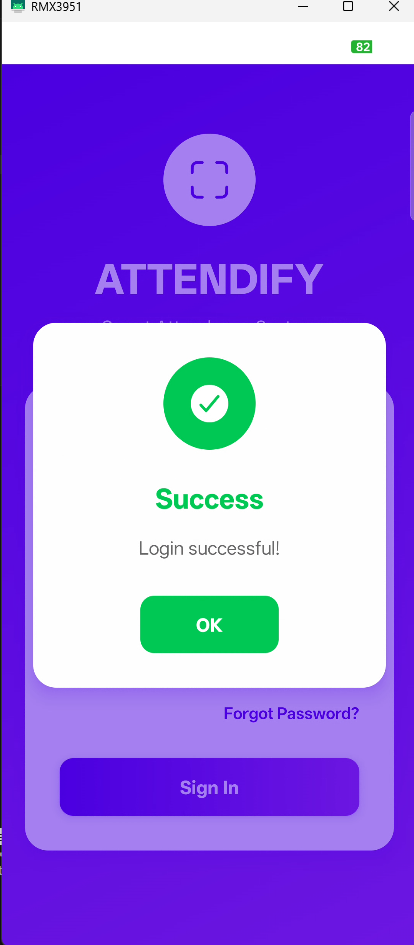 RMX3951
82
ATTENDIFY
Success
Login successful!
OK
Forgot Password?
Sign In